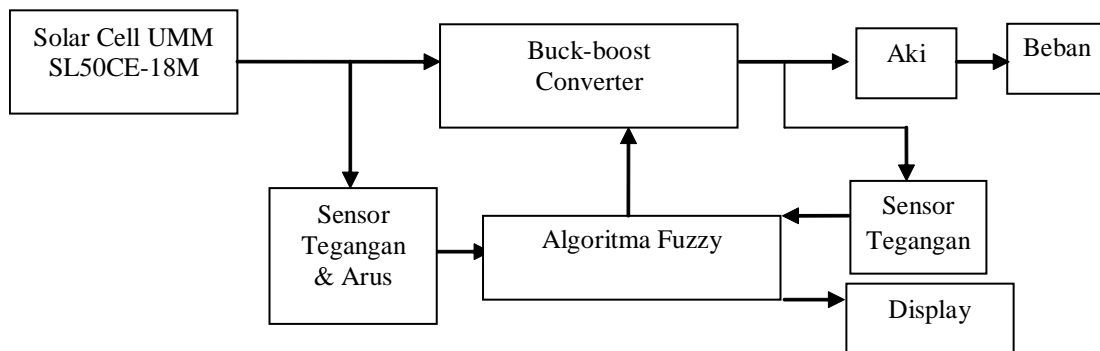 Solar Cell UMM
SL50CE-18M
Buck-boost
Converter
Aki
Beban
Sensor
Tegangan
& Arus
Algoritma Fuzzy
Sensor
Tegangan
Display